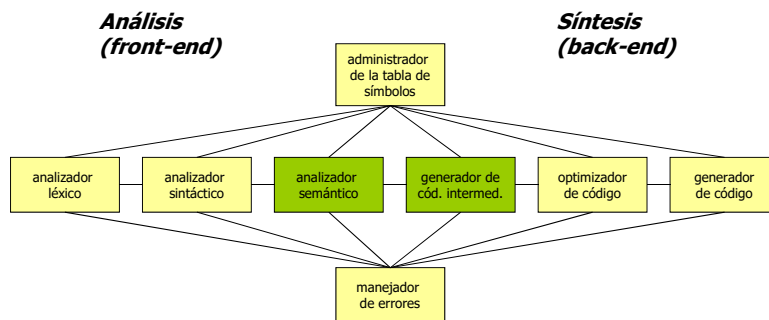 Análisis
(front-end)
Síntesis
(back-end)
administrador
de la tabla de
símbolos
analizador
léxico
analizador
sintáctico
analizador
semántico
generador de
cód. intermed.
optimizador
de código
generador
de código
manejador
de errores